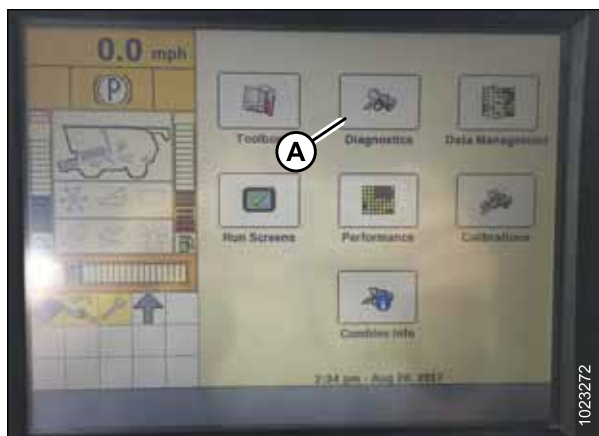 0.0 mph
(P)
Toolbox Diagnostics Data Management
A
Run Screens Performance Calibrations
Combine Info
2:34 pm - Aug 20, 2017
1023272